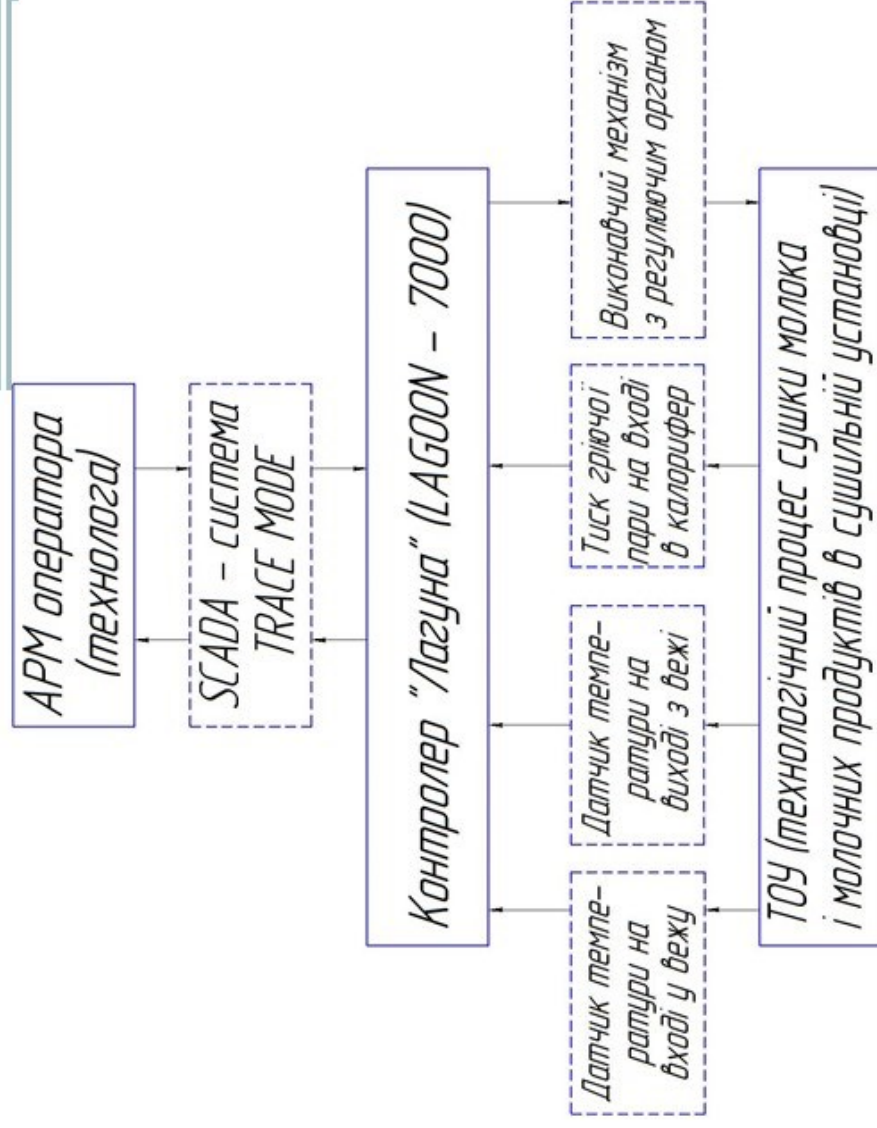 АРМ оператора
(технолога)
SCADA – система
TRACE MODE
Контролер "Лагуна" (LAGOON – 7000)
Датчик темпе-
ратури на
вході у вежу
Датчик темпе-
ратури на
виході з вежі
Тиск гріючої
пари на вході
в калорифер
Виконавчий механізм
з регулюючим органом
ТОУ (технологічний процес сушки молока
і молочних продуктів в сушильній установці)